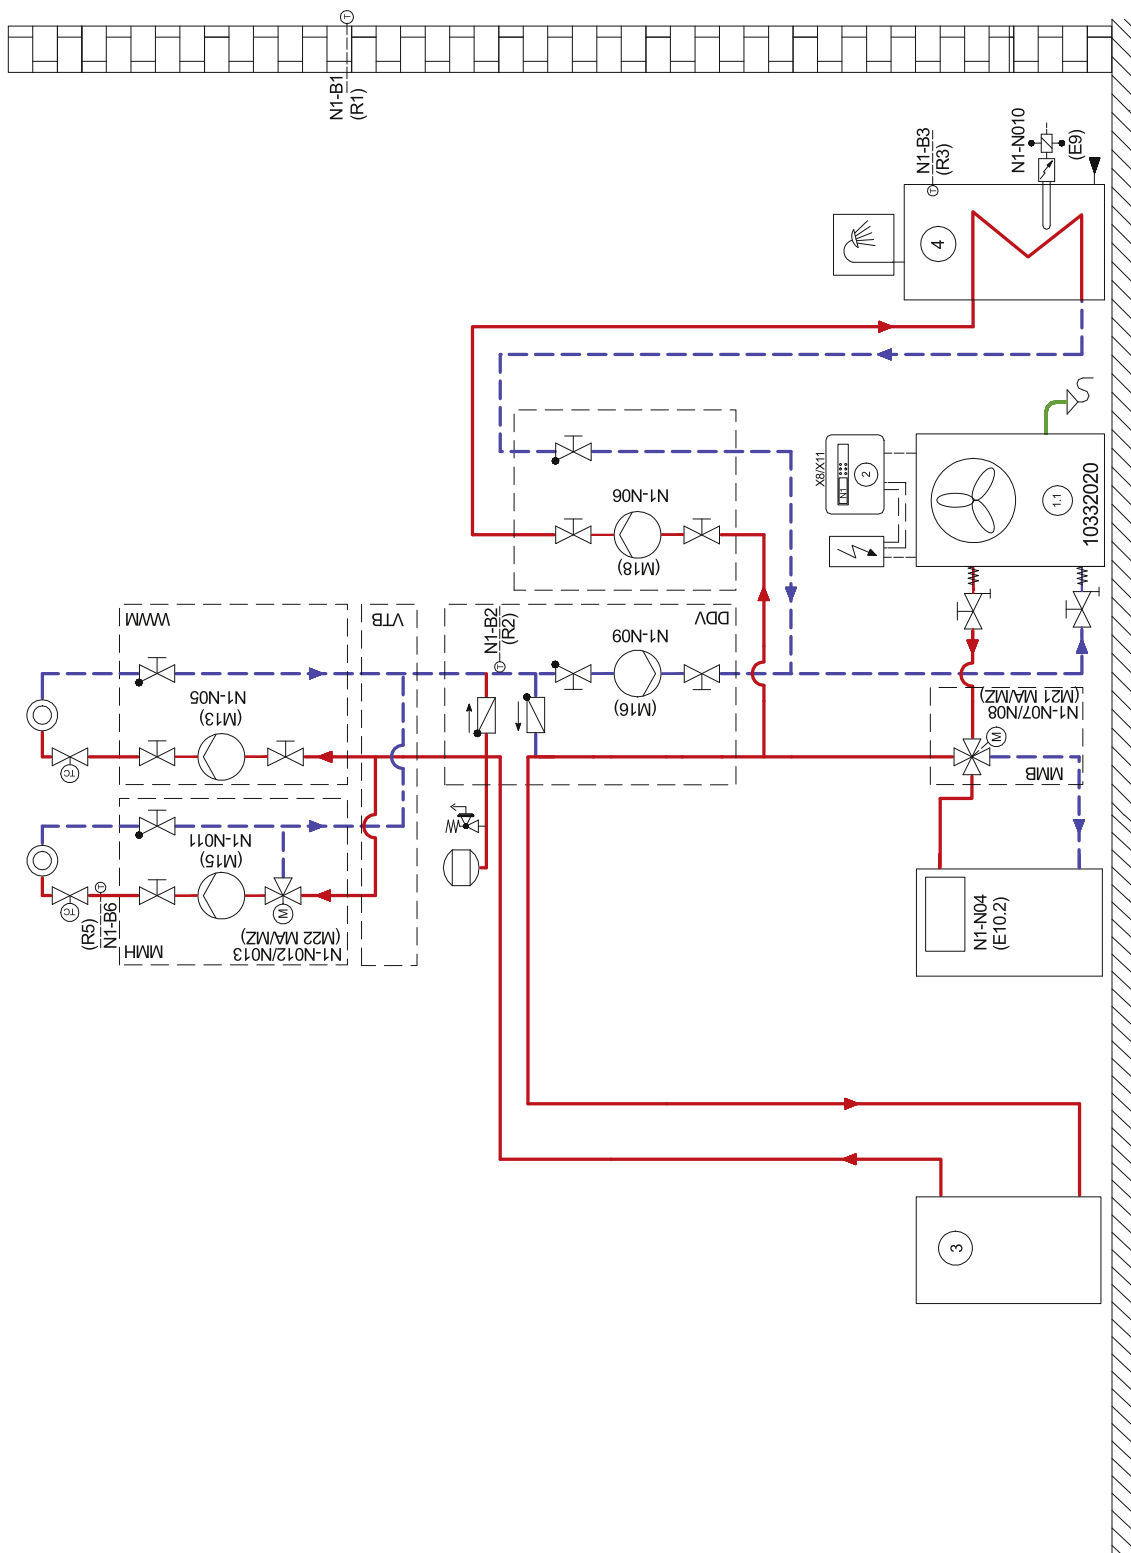 N1-B1
(R1)
N1-B3
(R3)
N1-N010
(E9)
4
X8/X11
N1
2
1.1
10332020
N1-N06
(M18)
WWM
N1-N05
(M13)
VTB
N1-B2
(R2)
DDV
N1-N09
(M16)
N1-N07/N08
(M21 MA/MZ)
M
MMB
N1-N011
(M15)
M
N1-N012/N013
(M22 MA/MZ)
MMH
(R5)
N1-B6
T
T
T
T
N1-N04
(E10.2)
3